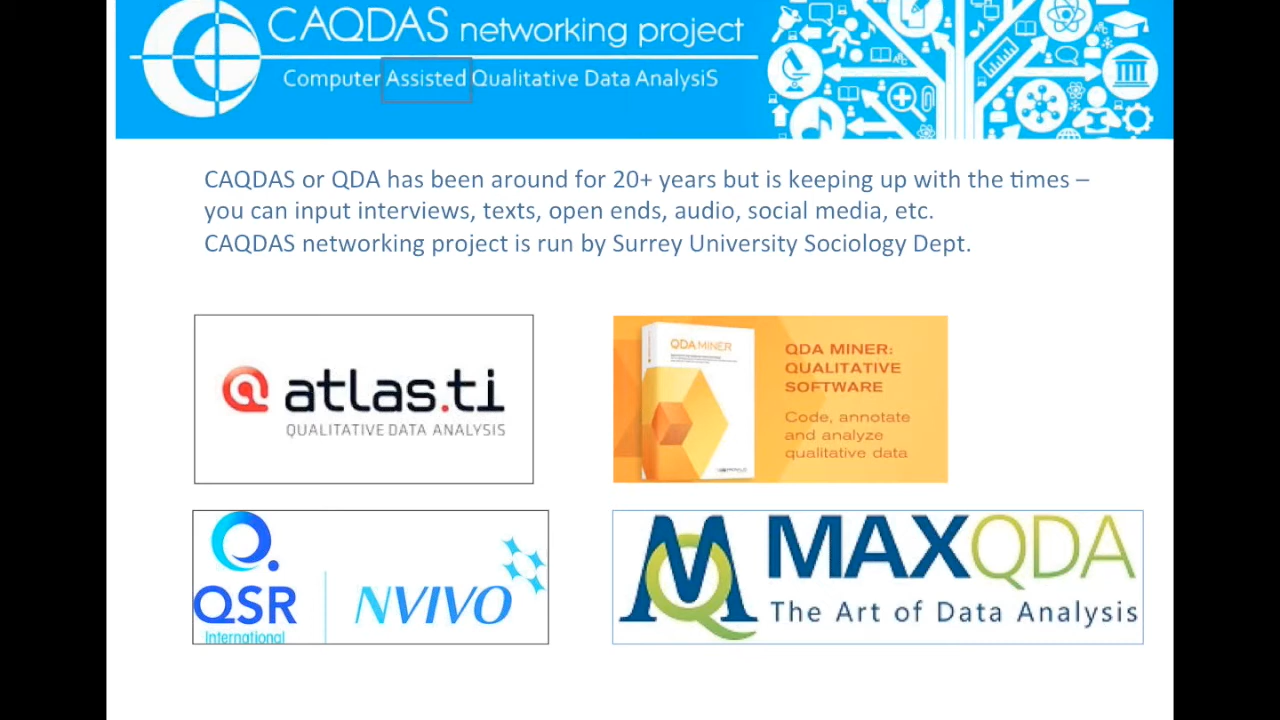 CAQDAS networking project
Computer Assisted Qualitative Data AnalysiS
CAQDAS or QDA has been around for 20+ years but is keeping up with the times –
you can input interviews, texts, open ends, audio, social media, etc.
CAQDAS networking project is run by Surrey University Sociology Dept.
atlas.ti
QUALITATIVE DATA ANALYSIS
QDA MINER
QDA MINER:
QUALITATIVE
SOFTWARE
Code, annotate
and analyze
qualitative data
QSR
International
NVIVO
MAXQDA
The Art of Data Analysis